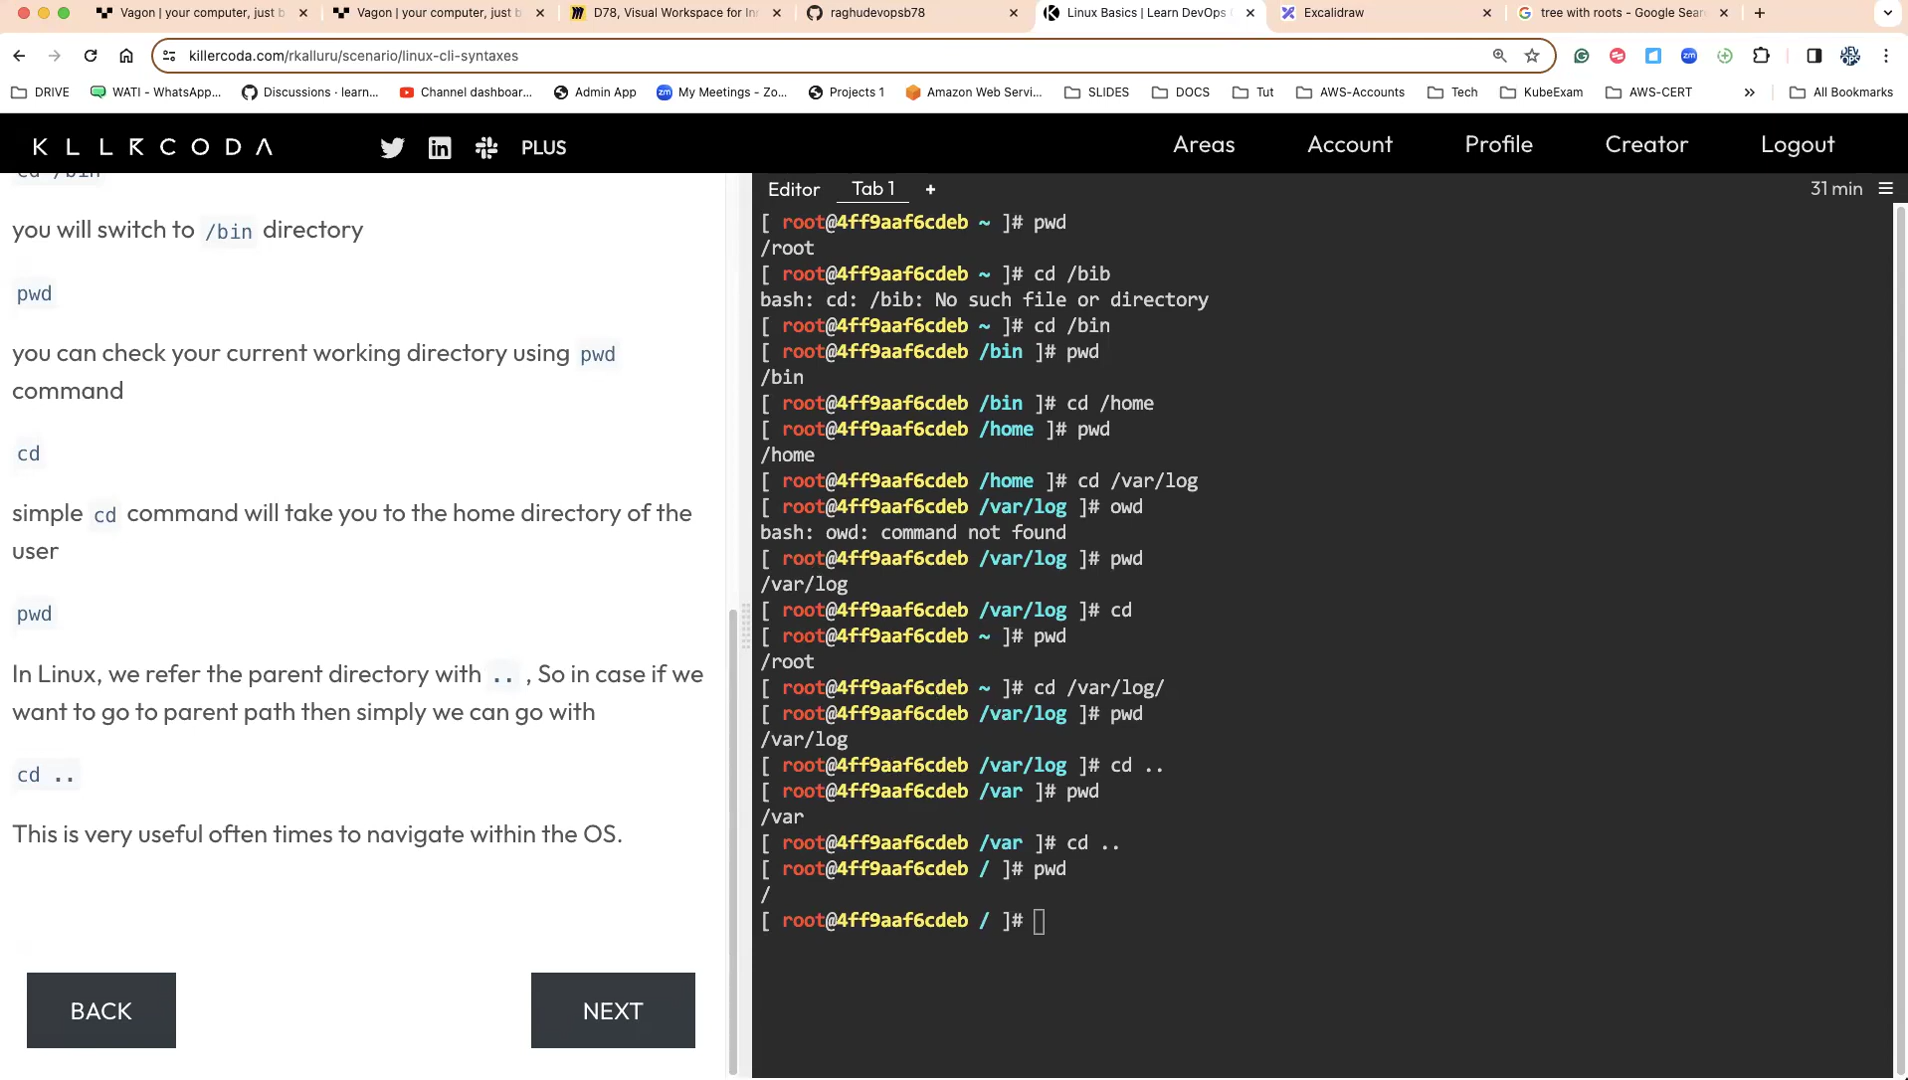 Vagon | your computer, just b
Vagon | your computer, just b
D78, Visual Workspace for Inn
raghudevopsb78
Linux Basics | Learn DevOps
Excalidraw
tree with roots - Google Sear
killercoda.com/rkalluru/scenario/linux-cli-syntaxes
DRIVE
WATI - WhatsApp...
Discussions · learn...
Channel dashboar...
Admin App
My Meetings - Zo...
Projects 1
Amazon Web Servi...
SLIDES
DOCS
Tut
AWS-Accounts
Tech
KubeExam
AWS-CERT
All Bookmarks
KLLRCODA
PLUS
Areas
Account
Profile
Creator
Logout
cd /bin
you will switch to /bin directory
pwd
you can check your current working directory using pwd
command
cd
simple cd command will take you to the home directory of the
user
pwd
In Linux, we refer the parent directory with .. , So in case if we
want to go to parent path then simply we can go with
cd ..
This is very useful often times to navigate within the OS.
BACK
NEXT
Editor
Tab 1
+
31 min
[ root@4ff9aaf6cdeb ~ ]# pwd
/root
[ root@4ff9aaf6cdeb ~ ]# cd /bib
bash: cd: /bib: No such file or directory
[ root@4ff9aaf6cdeb ~ ]# cd /bin
[ root@4ff9aaf6cdeb /bin ]# pwd
/bin
[ root@4ff9aaf6cdeb /bin ]# cd /home
[ root@4ff9aaf6cdeb /home ]# pwd
/home
[ root@4ff9aaf6cdeb /home ]# cd /var/log
[ root@4ff9aaf6cdeb /var/log ]# owd
bash: owd: command not found
[ root@4ff9aaf6cdeb /var/log ]# pwd
/var/log
[ root@4ff9aaf6cdeb /var/log ]# cd
[ root@4ff9aaf6cdeb ~ ]# pwd
/root
[ root@4ff9aaf6cdeb ~ ]# cd /var/log/
[ root@4ff9aaf6cdeb /var/log ]# pwd
/var/log
[ root@4ff9aaf6cdeb /var/log ]# cd ..
[ root@4ff9aaf6cdeb /var ]# pwd
/var
[ root@4ff9aaf6cdeb /var ]# cd ..
[ root@4ff9aaf6cdeb / ]# pwd
/
[ root@4ff9aaf6cdeb / ]#